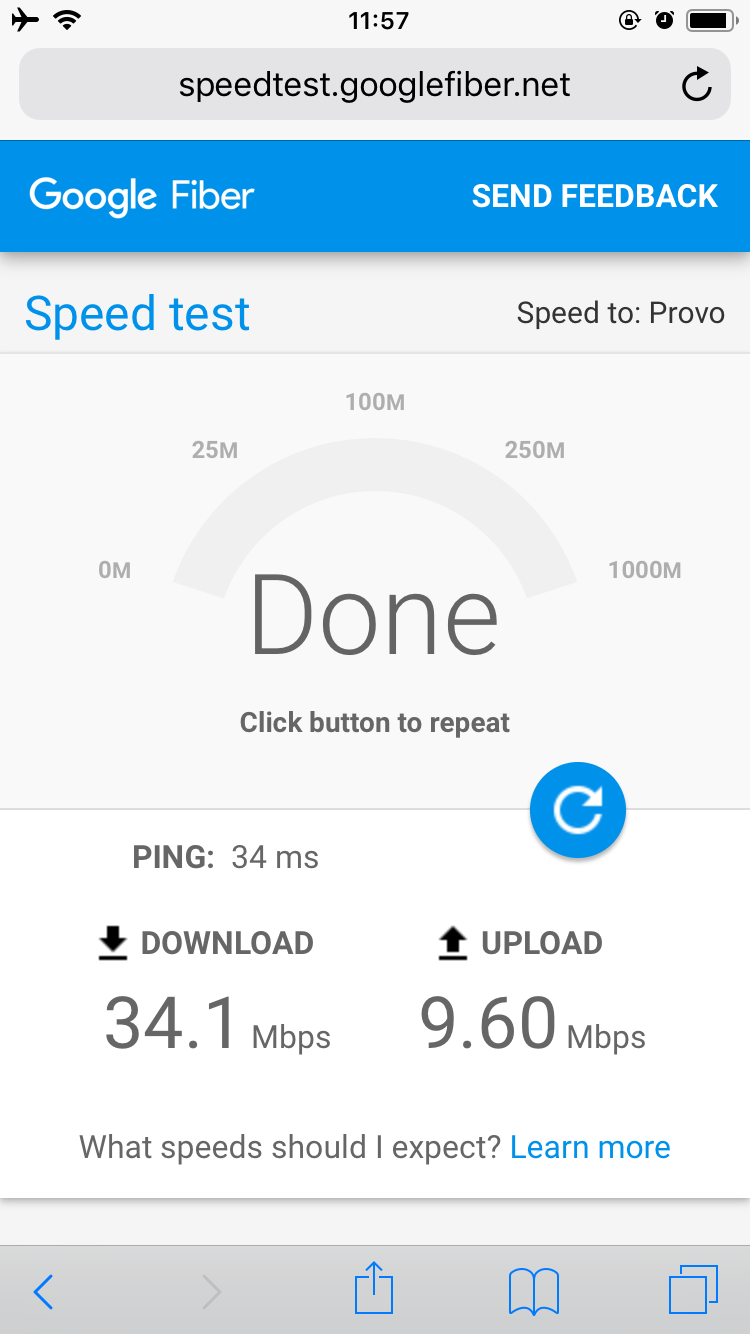 11:57
speedtest.googlefiber.net
Google Fiber SEND FEEDBACK
Speed test Speed to: Provo
100M
25M 250M
0M 1000M
Done
Click button to repeat
PING: 34 ms
DOWNLOAD UPLOAD
34.1 Mbps 9.60 Mbps
What speeds should I expect? Learn more